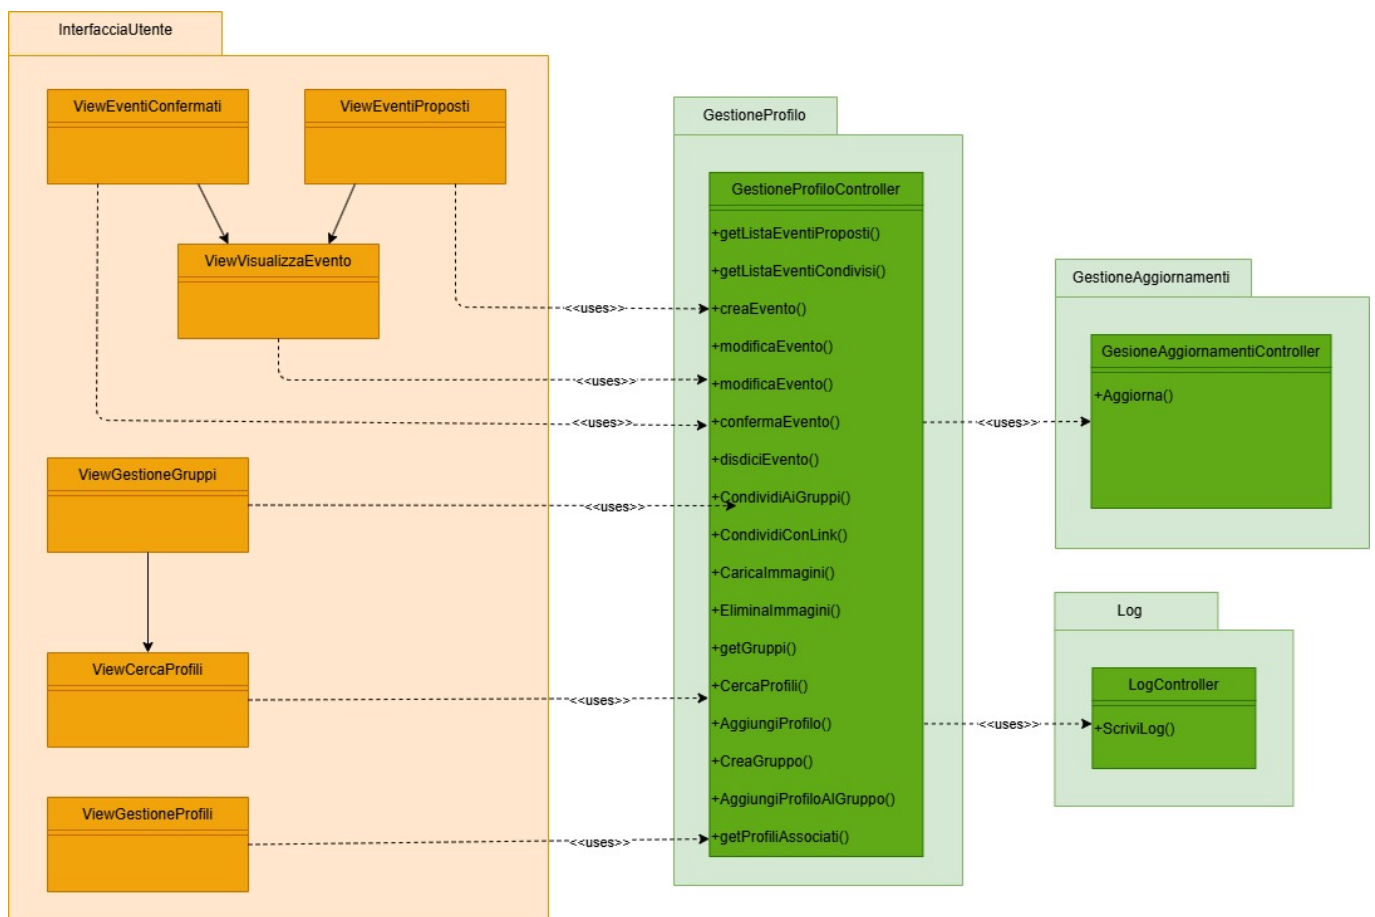 InterfacciaUtente
ViewEventiConfermati
ViewEventiProposti
ViewVisualizzaEvento
ViewGestioneGruppi
ViewCercaProfili
ViewGestioneProfili
<<uses>>
<<uses>>
<<uses>>
<<uses>>
<<uses>>
<<uses>>
GestioneProfilo
GestioneProfiloController
+getListaEventiProposti()
+getListaEventiCondivisi()
+creaEvento()
+modificaEvento()
+modificaEvento()
+confermaEvento()
+disdiciEvento()
+CondividiAiGruppi()
+CondividiConLink()
+CaricaImmagini()
+EliminaImmagini()
+getGruppi()
+CercaProfili()
+AggiungiProfilo()
+CreaGruppo()
+AggiungiProfiloAlGruppo()
+getProfiliAssociati()
<<uses>>
<<uses>>
GestioneAggiornamenti
GesioneAggiornamentiController
+Aggiorna()
Log
LogController
+ScriviLog()